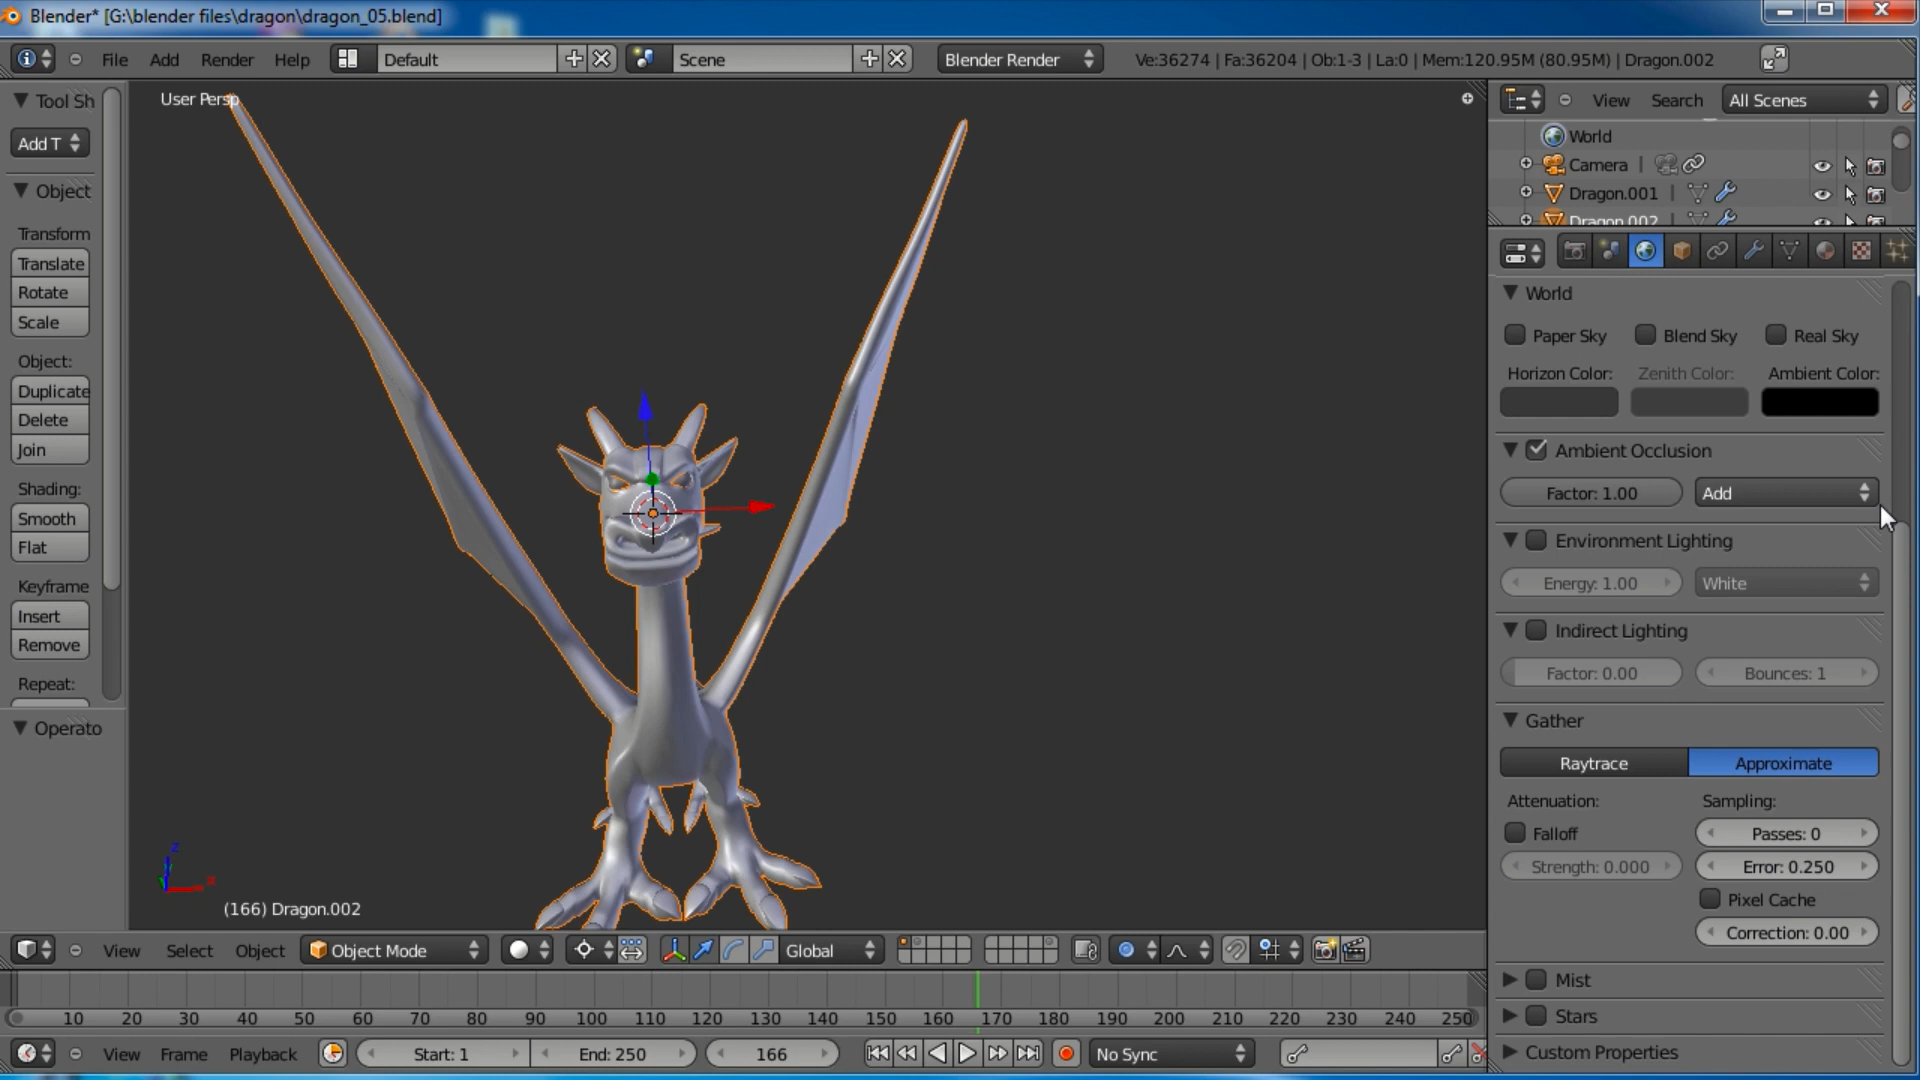 Blender* [G:\blender files\dragon\dragon_05.blend]
File Add Render Help Default Scene Blender Render Ve:36274 | Fa:36204 | Ob:1-3 | La:0 | Mem:120.95M (80.95M) | Dragon.002
Tool Sh
Add T
Object
Transform
Translate
Rotate
Scale
Object:
Duplicate
Delete
Join
Shading:
Smooth
Flat
Keyframe
Insert
Remove
Repeat:
Operato
User Persp
z
x
(166) Dragon.002
View Search All Scenes
World
Camera
Dragon.001
Dragon.002
World
Paper Sky Blend Sky Real Sky
Horizon Color: Zenith Color: Ambient Color:
Ambient Occlusion
Factor: 1.00 Add
Environment Lighting
Energy: 1.00 White
Indirect Lighting
Factor: 0.00 Bounces: 1
Gather
Raytrace Approximate
Attenuation: Sampling:
Falloff Passes: 0
Strength: 0.000 Error: 0.250
Pixel Cache
Correction: 0.00
Mist
Stars
Custom Properties
View Select Object Object Mode Global
10 20 30 40 50 60 70 80 90 100 110 120 130 140 150 160 170 180 190 200 210 220 230 240 250
View Frame Playback Start: 1 End: 250 166 No Sync